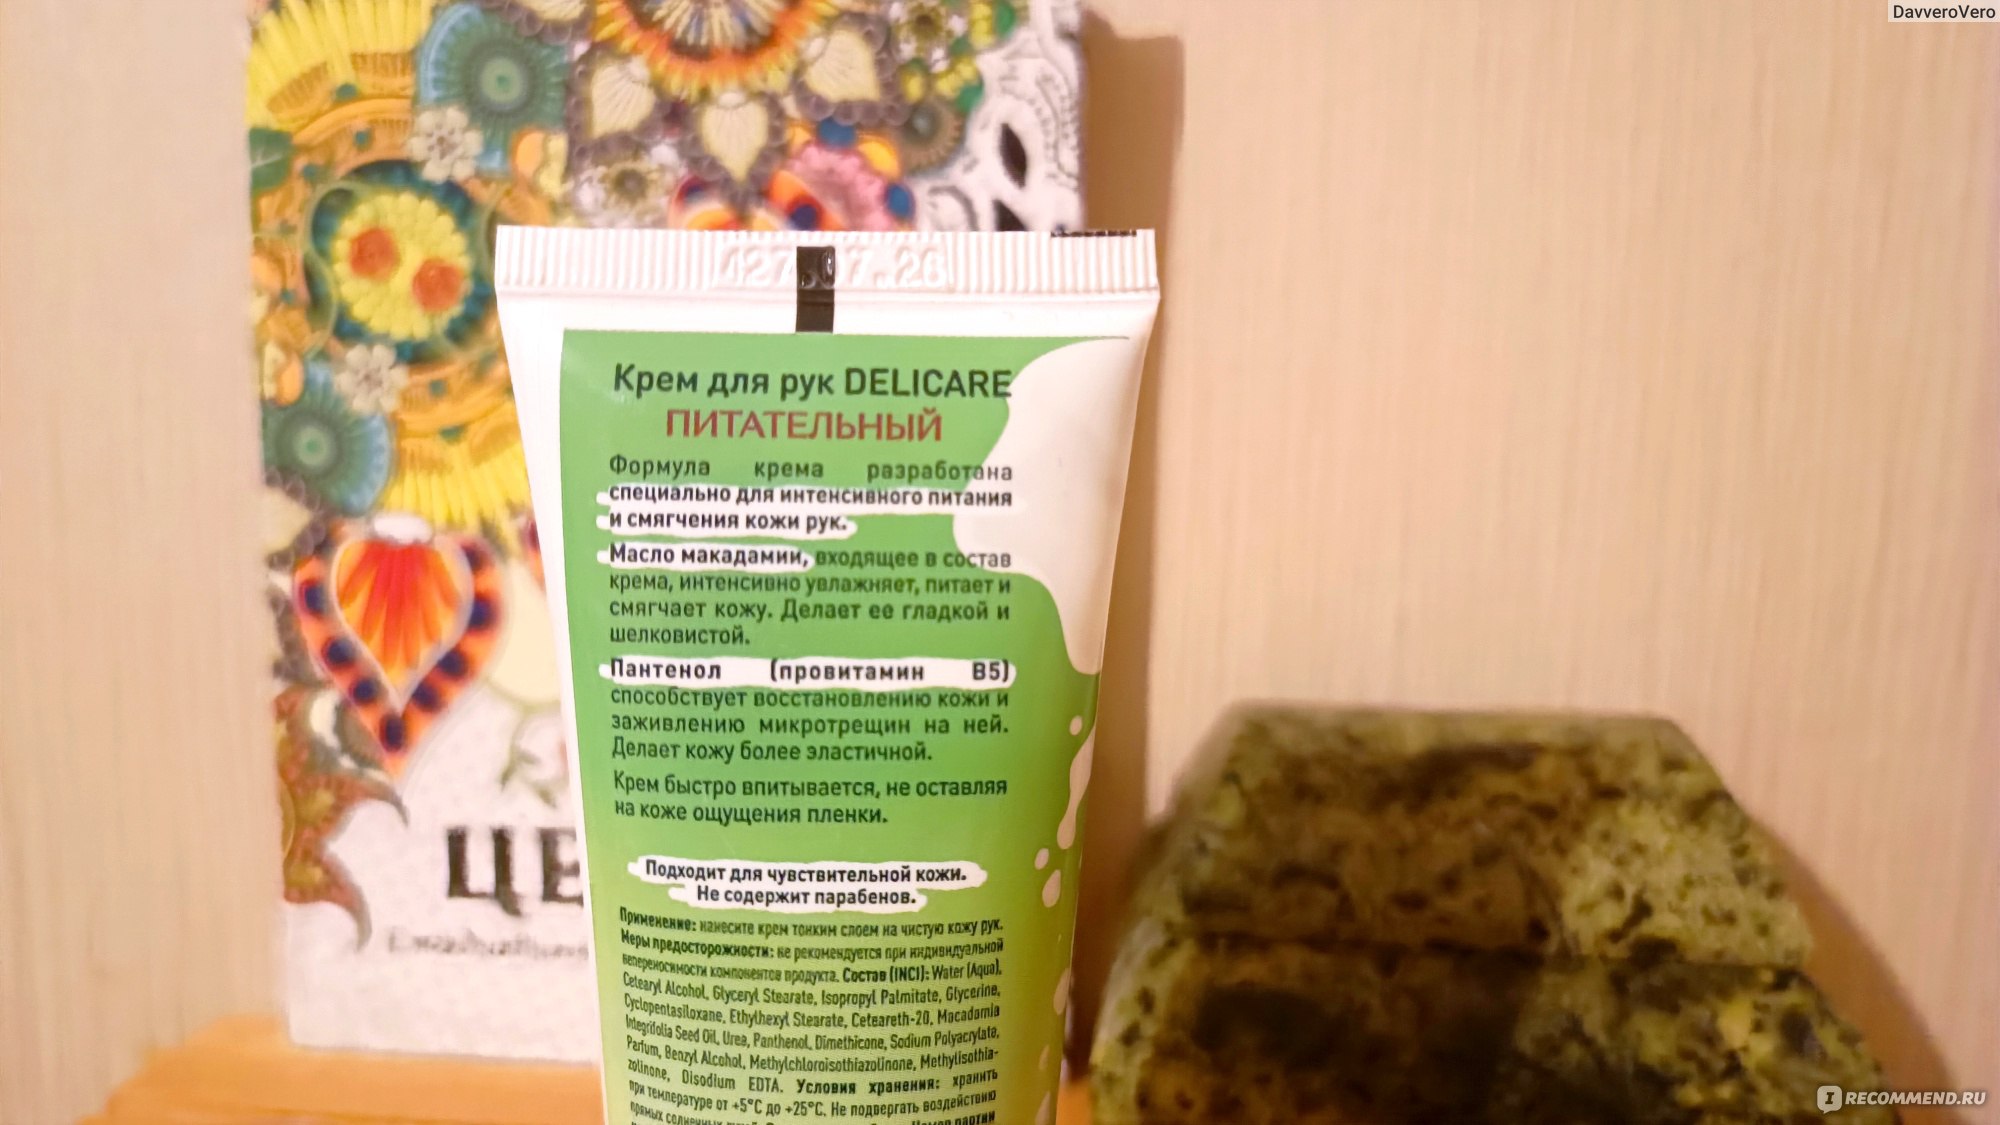 DavveroVero
427.07.26
Крем для рук DELICARE
ПИТАТЕЛЬНЫЙ
Формула крема разработана
специально для интенсивного питания
и смягчения кожи рук.
Масло макадамии, входящее в состав
крема, интенсивно увлажняет, питает и
смягчает кожу. Делает ее гладкой и
шелковистой.
Пантенол (провитамин B5)
способствует восстановлению кожи и
заживлению микротрещин на ней.
Делает кожу более эластичной.
Крем быстро впитывается, не оставляя
на коже ощущения пленки.
Подходит для чувствительной кожи.
Не содержит парабенов.
Применение: нанесите крем тонким слоем на чистую кожу рук.
Меры предосторожности: не рекомендуется при индивидуальной
непереносимости компонентов продукта. Состав (INCI): Water (Aqua),
Cetearyl Alcohol, Glyceryl Stearate, Isopropyl Palmitate, Glycerine,
Cyclopentasiloxane, Ethylhexyl Stearate, Ceteareth-20, Macadamia
Integrifolia Seed Oil, Urea, Panthenol, Dimethicone, Sodium Polyacrylate,
Parfum, Benzyl Alcohol, Methylchloroisothiazolinone, Methylisothia-
zolinone, Disodium EDTA. Условия хранения: хранить
при температуре от +5°C до +25°C. Не подвергать воздействию
прямых солнечных
ЦЕ
IRECOMMEND.RU